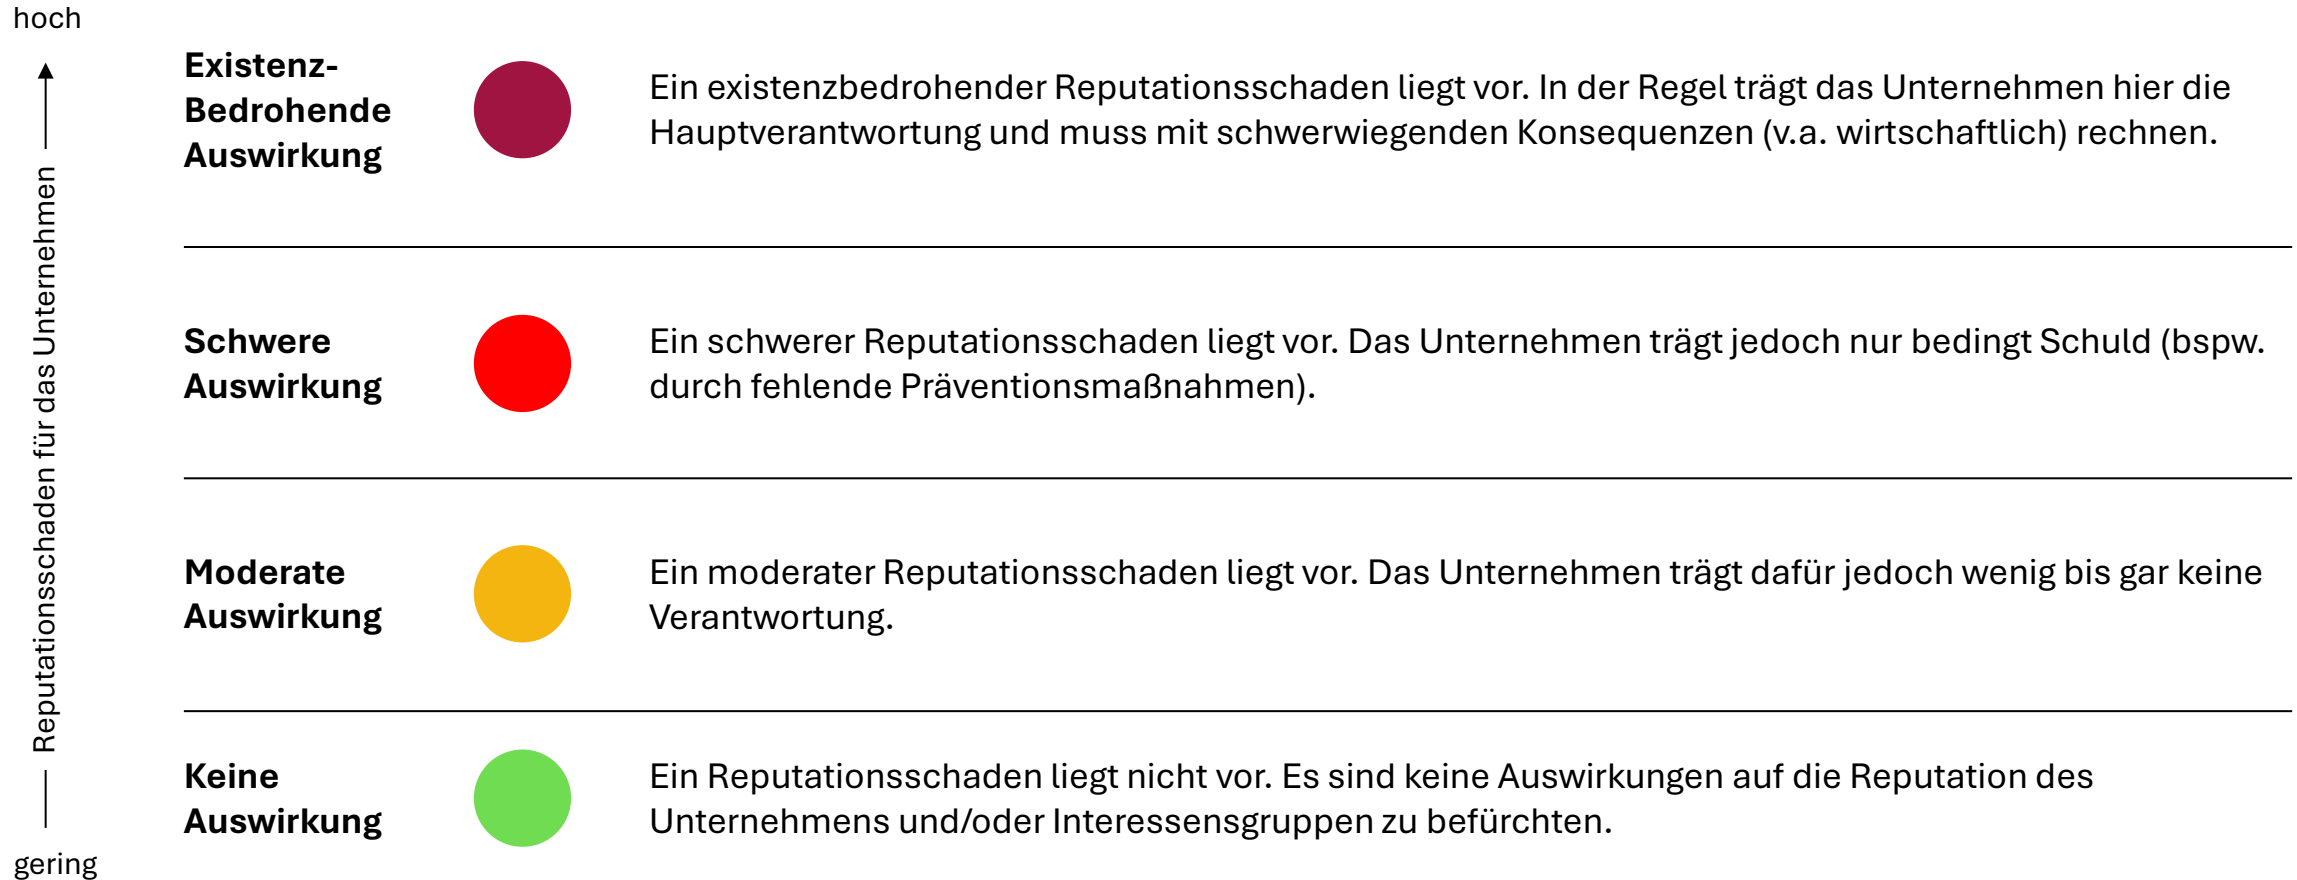 hoch
Reputationsschaden für das Unternehmen
gering
Existenz-
Bedrohende
Auswirkung
Ein existenzbedrohender Reputationsschaden liegt vor. In der Regel trägt das Unternehmen hier die
Hauptverantwortung und muss mit schwerwiegenden Konsequenzen (v.a. wirtschaftlich) rechnen.
Schwere
Auswirkung
Ein schwerer Reputationsschaden liegt vor. Das Unternehmen trägt jedoch nur bedingt Schuld (bspw.
durch fehlende Präventionsmaßnahmen).
Moderate
Auswirkung
Ein moderater Reputationsschaden liegt vor. Das Unternehmen trägt dafür jedoch wenig bis gar keine
Verantwortung.
Keine
Auswirkung
Ein Reputationsschaden liegt nicht vor. Es sind keine Auswirkungen auf die Reputation des
Unternehmens und/oder Interessensgruppen zu befürchten.